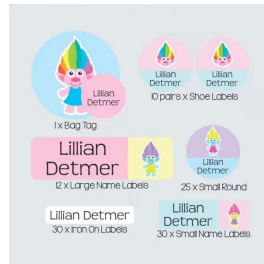 Lillian
Detmer
1 x Bag Tag
Lillian
Detmer
Lillian
Detmer
10 pairs x Shoe Labels
Lillian
Detmer
12 x Large Name Labels
Lillian
Detmer
25 x Small Round
Lillian Detmer
30 x Iron On Labels
Lillian
Detmer
30 x Small Name Labels